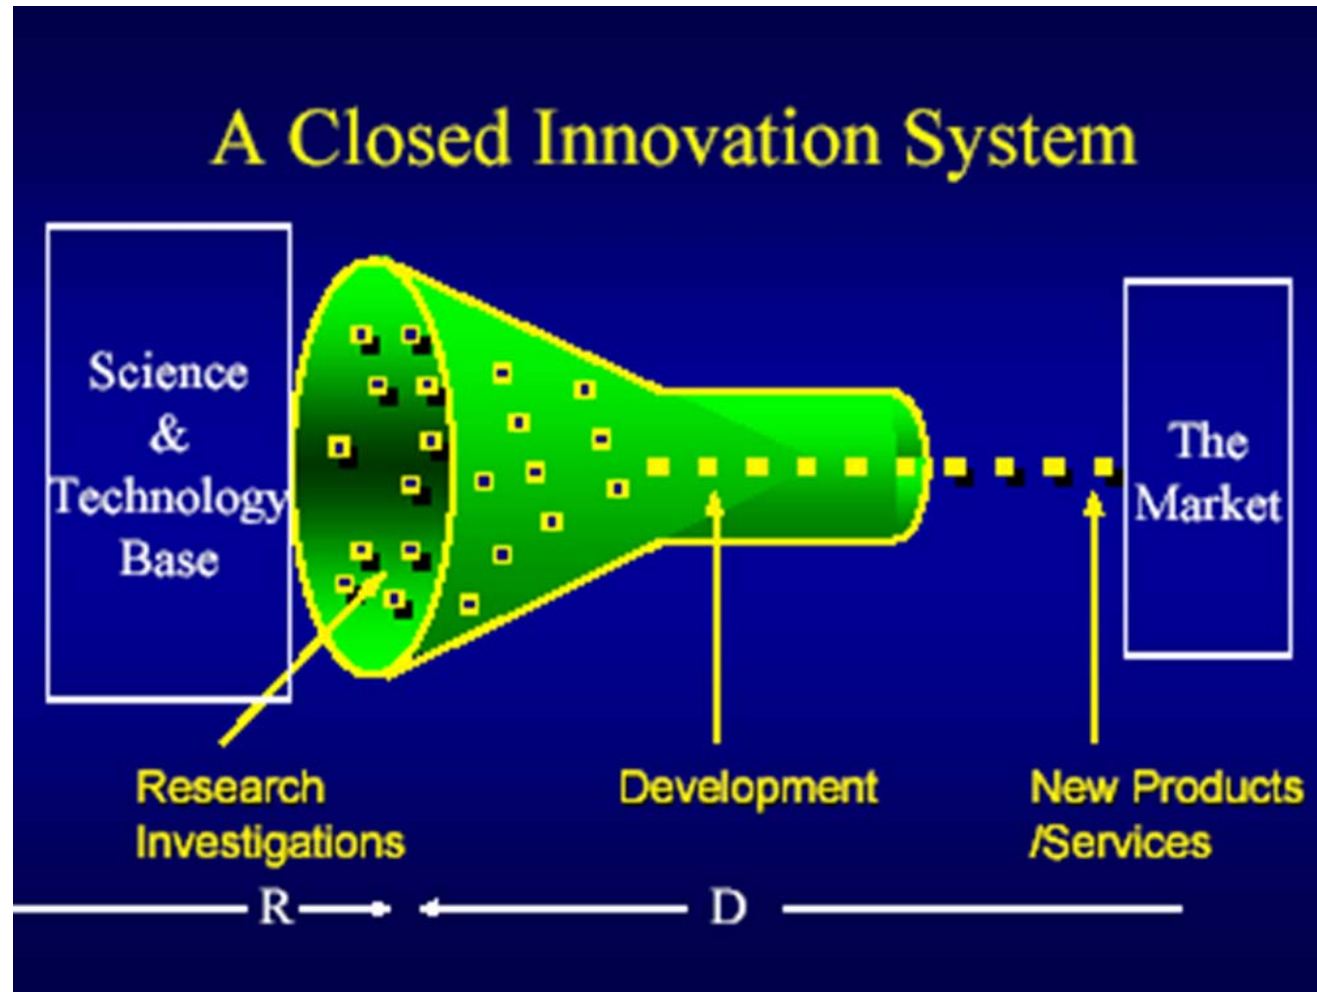 A Closed Innovation System
Science
&
Technology
Base
The
Market
Research
Investigations
Development
New Products
/Services
R
D